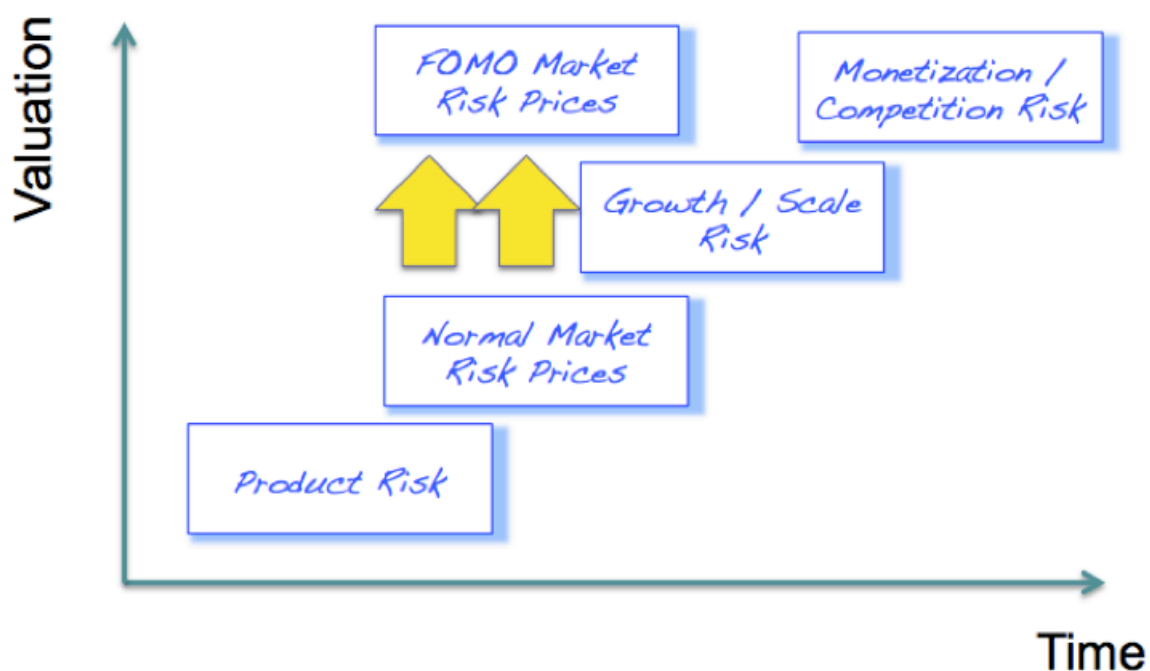 Valuation
FOMO Market
Risk Prices
Monetization /
Competition Risk
Growth / Scale
Risk
Normal Market
Risk Prices
Product Risk
Time